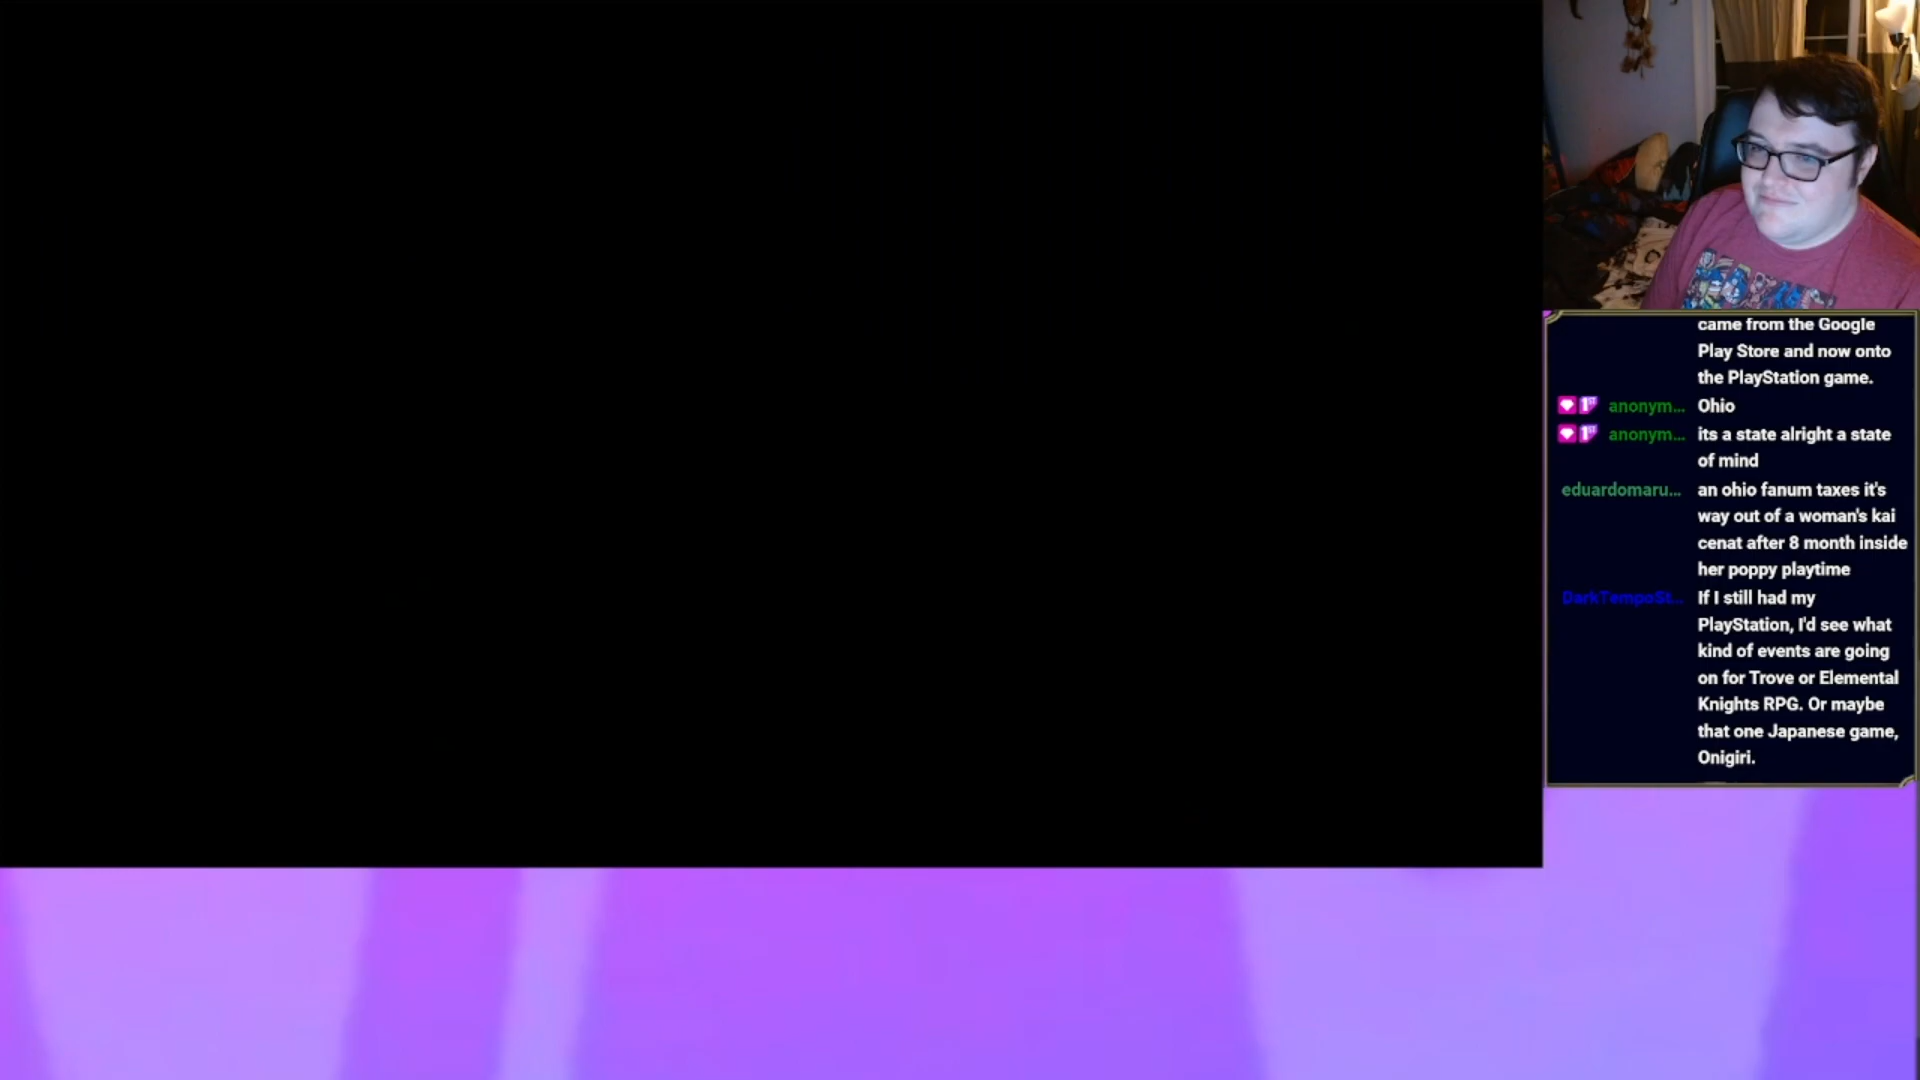 came from the Google
Play Store and now onto
the PlayStation game.
anonym... Ohio
anonym... its a state alright a state
of mind
eduardomaru... an ohio fanum taxes it's
way out of a woman's kai
cenat after 8 month inside
her poppy playtime
DarkTempoSt... If I still had my
PlayStation, I'd see what
kind of events are going
on for Trove or Elemental
Knights RPG. Or maybe
that one Japanese game,
Onigiri.